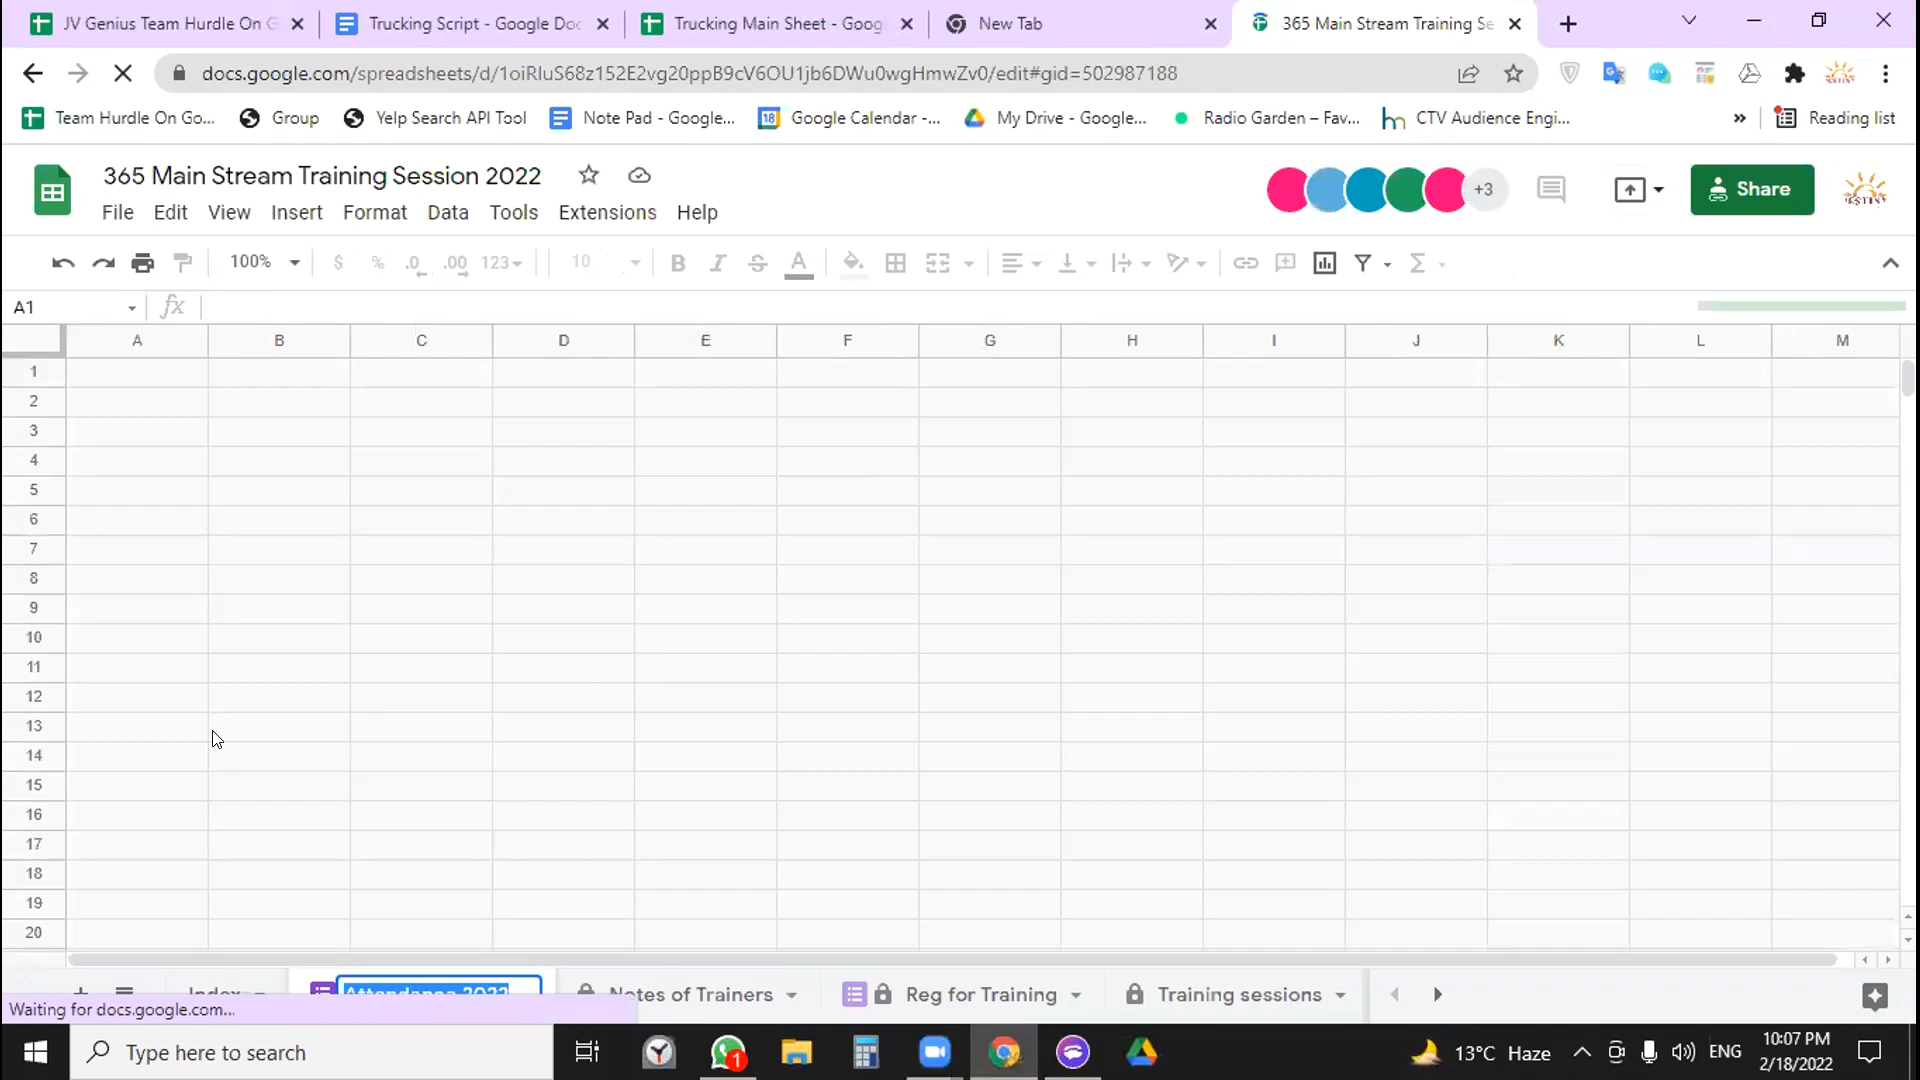 JV Genius Team Hurdle On G
Trucking Script - Google Doc
Trucking Main Sheet - Goog
New Tab
365 Main Stream Training Se
docs.google.com/spreadsheets/d/1oiRIuS68z152E2vg20ppB9cV6OU1jb6DWu0wgHmwZv0/edit#gid=502987188
Team Hurdle On Go...
Group
Yelp Search API Tool
Note Pad - Google...
18
Google Calendar -...
My Drive - Google...
Radio Garden – Fav...
CTV Audience Engi...
»
Reading list
365 Main Stream Training Session 2022
+3
Share
File Edit View Insert Format Data Tools Extensions Help
100% $ % .0 .00 123 10 B I S A Σ
A1 fx
A B C D E F G H I J K L M
1
2
3
4
5
6
7
8
9
10
11
12
13
14
15
16
17
18
19
20
Index
Attendance 2022
Notes of Trainers
Reg for Training
Training sessions
Waiting for docs.google.com...
Type here to search
1
13°C Haze
ENG
10:07 PM
2/18/2022